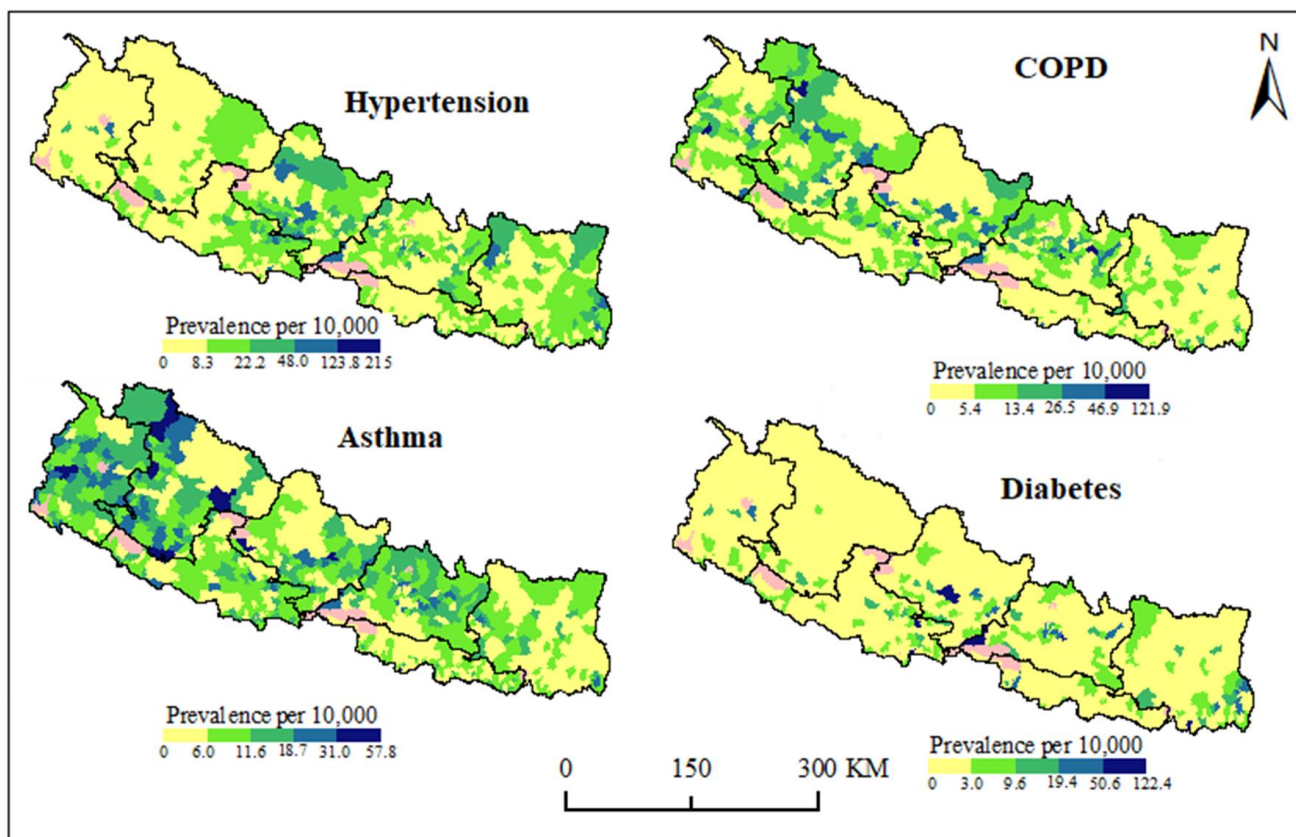 N
Hypertension
COPD
Prevalence per 10,000
0 8.3 22.2 48.0 123.8 215
Prevalence per 10,000
0 5.4 13.4 26.5 46.9 121.9
Asthma
Diabetes
Prevalence per 10,000
0 6.0 11.6 18.7 31.0 57.8
Prevalence per 10,000
0 3.0 9.6 19.4 50.6 122.4
0 150 300 KM